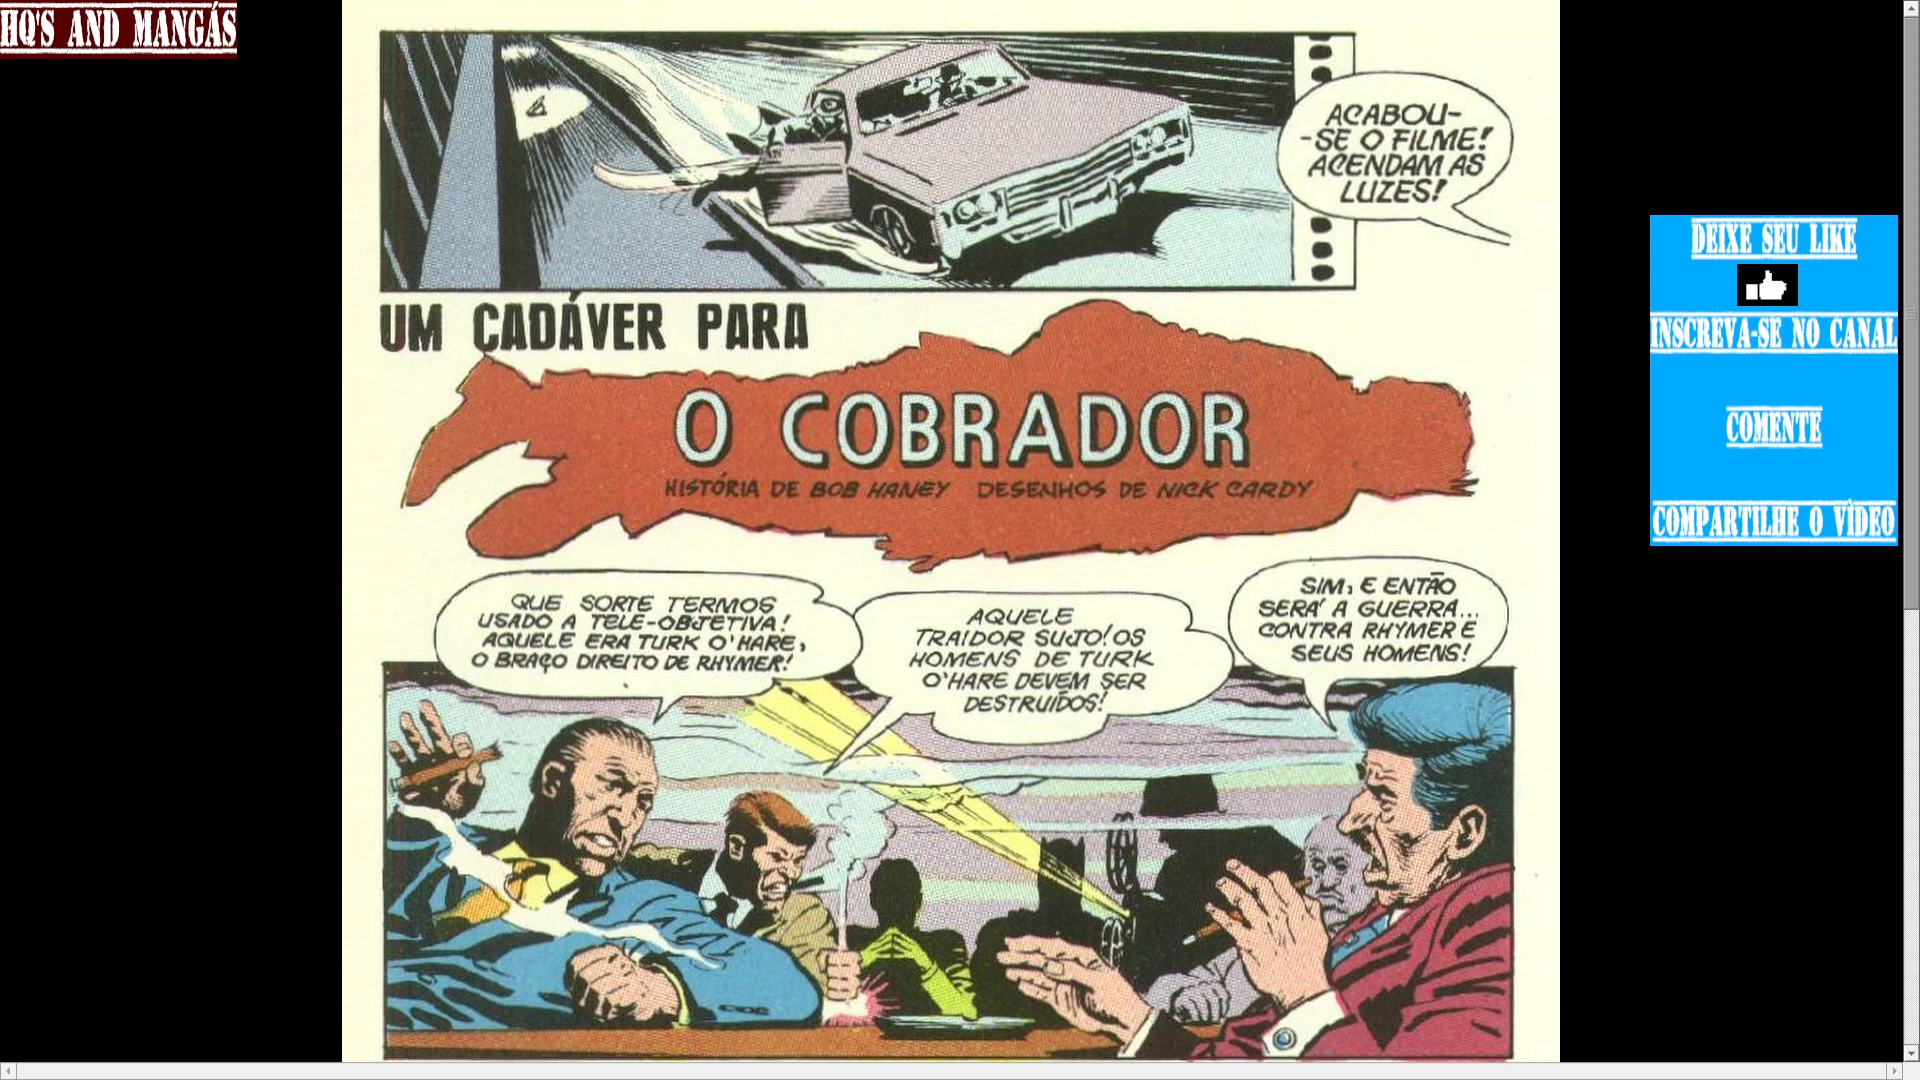 HQ'S AND MANGÁS
ACABOU-
-SE O FILME!
ACENDAM AS
LUZES!
UM CADÁVER PARA
O COBRADOR
HISTÓRIA DE BOB HANEY DESENHOS DE NICK CARDY
QUE SORTE TERMOS
USADO A TELE-OBJETIVA!
AQUELE ERA TURK O'HARE,
O BRAÇO DIREITO DE RHYMER!
AQUELE
TRAIDOR SUJO! OS
HOMENS DE TURK
O'HARE DEVEM SER
DESTRUÍDOS!
SIM, E ENTÃO
SERÁ A GUERRA...
CONTRA RHYMER E
SEUS HOMENS!
DEIXE SEU LIKE
INSCREVA-SE NO CANAL
COMENTE
COMPARTILHE O VÌDEO